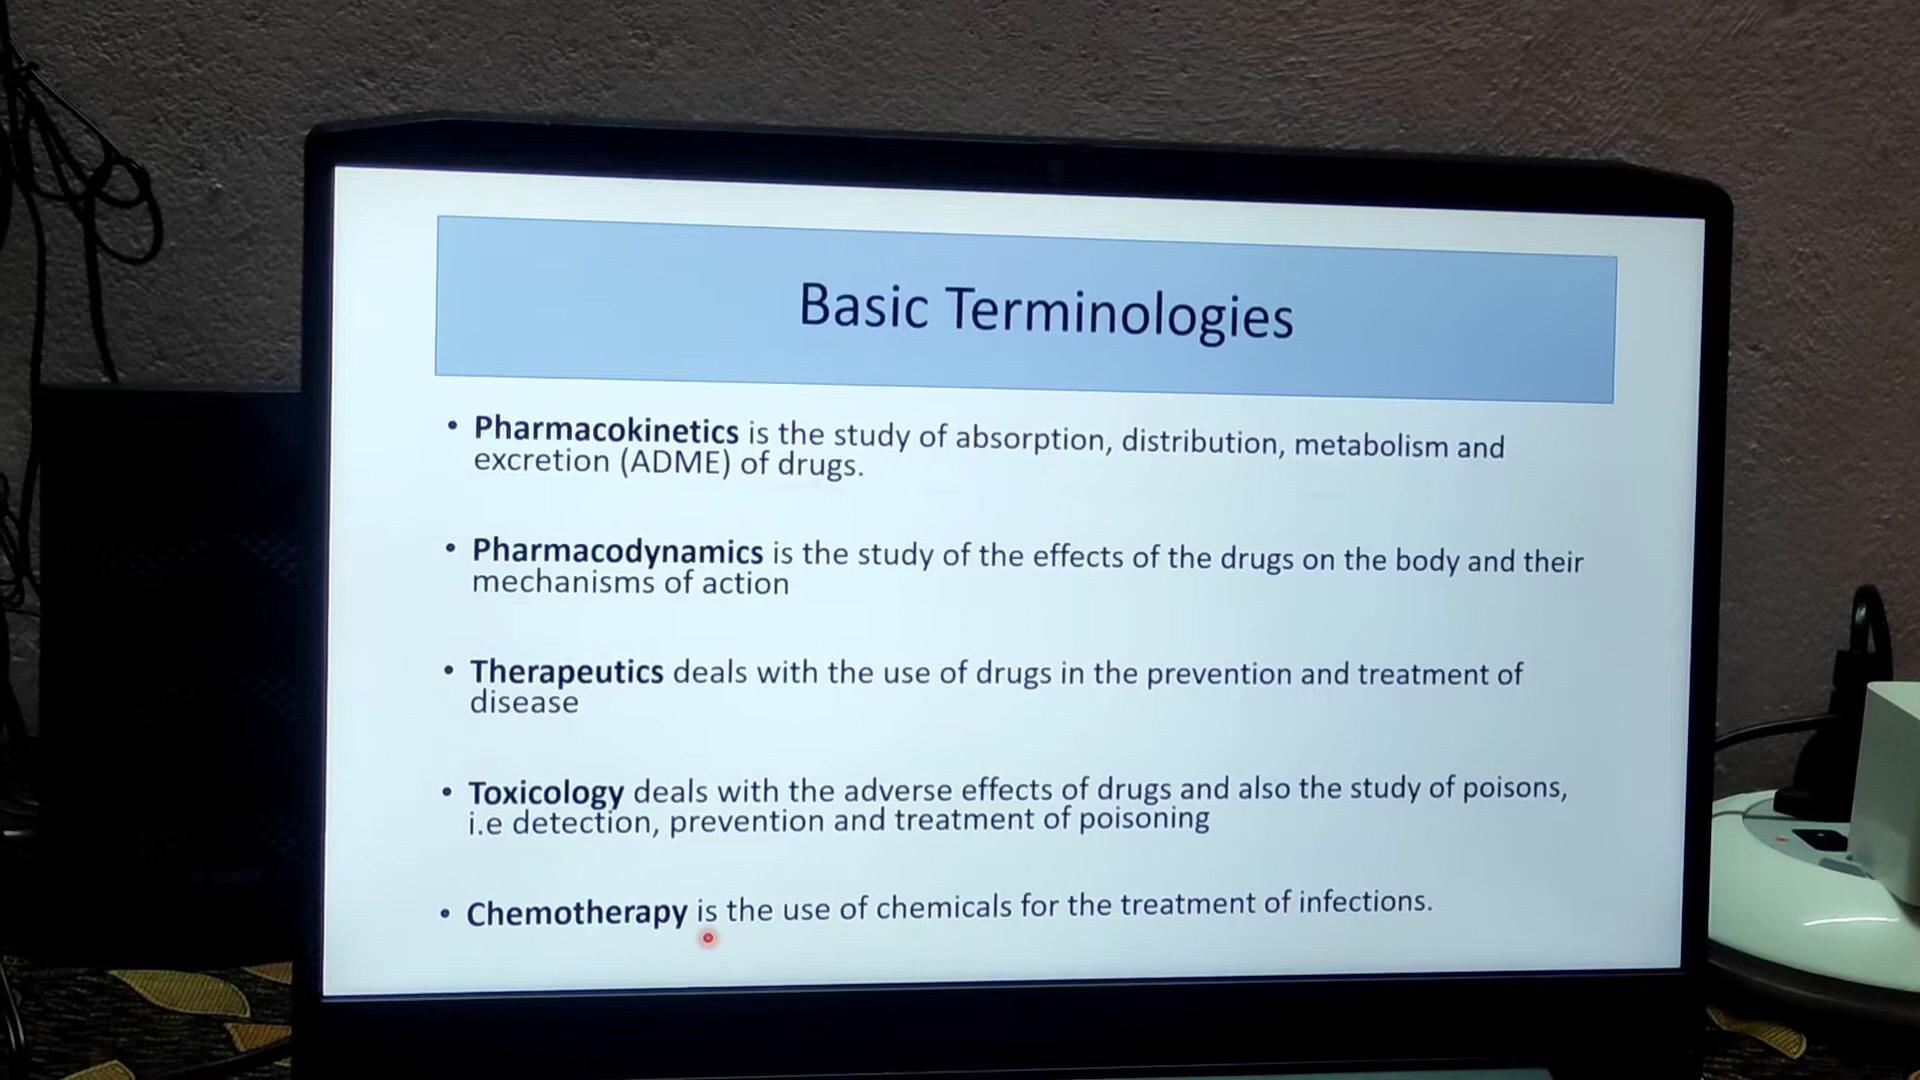 Basic Terminologies
• Pharmacokinetics is the study of absorption, distribution, metabolism and
excretion (ADME) of drugs.
• Pharmacodynamics is the study of the effects of the drugs on the body and their
mechanisms of action
• Therapeutics deals with the use of drugs in the prevention and treatment of
disease
• Toxicology deals with the adverse effects of drugs and also the study of poisons,
i.e detection, prevention and treatment of poisoning
• Chemotherapy is the use of chemicals for the treatment of infections.